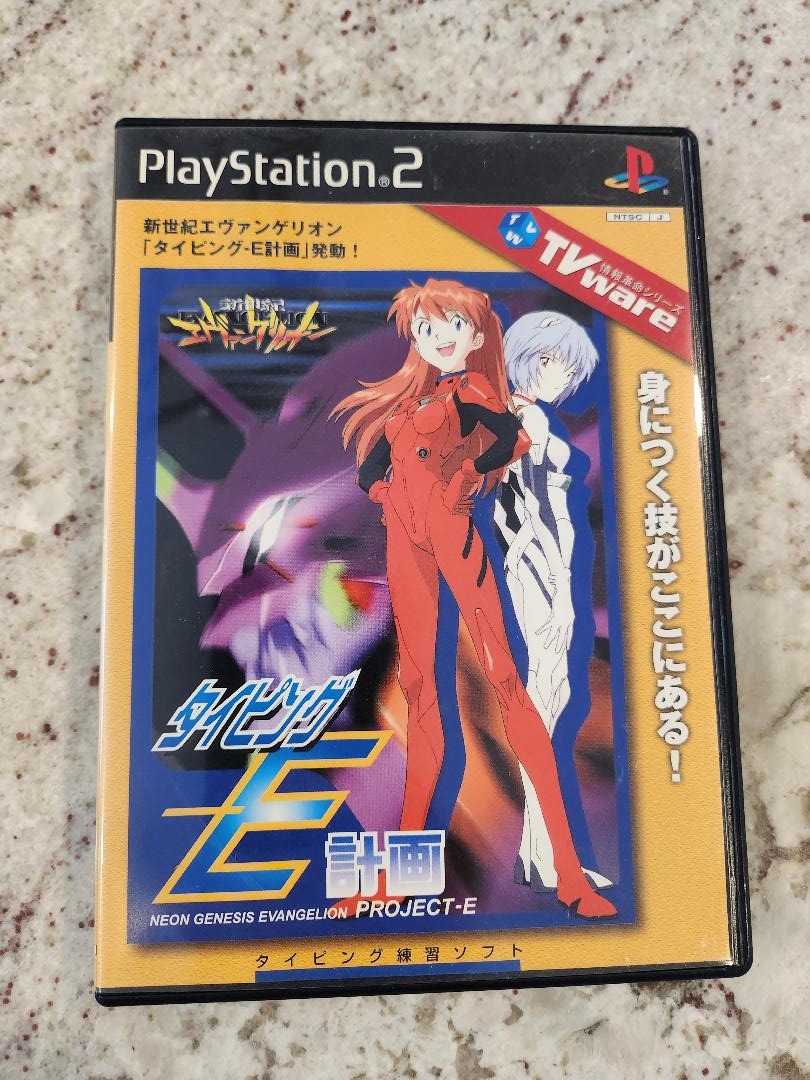 PlayStation®2
NTSC J
新世紀エヴァンゲリオン
「タイピング-E計画」発動！
TVW
TVware
情報革命シリーズ
新世紀
EVANGELION
エヴァンゲリオン
身につく技がここにある！
タイピング
E
計画
NEON GENESIS EVANGELION PROJECT-E
タイピング練習ソフト